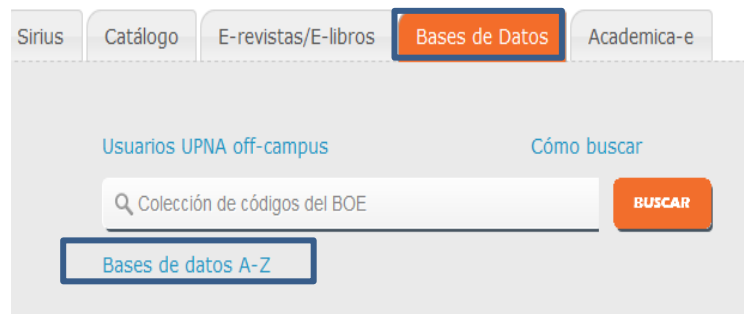 Sirius Catálogo E-revistas/E-libros Bases de Datos Academica-e
Usuarios UPNA off-campus Cómo buscar
Colección de códigos del BOE BUSCAR
Bases de datos A-Z